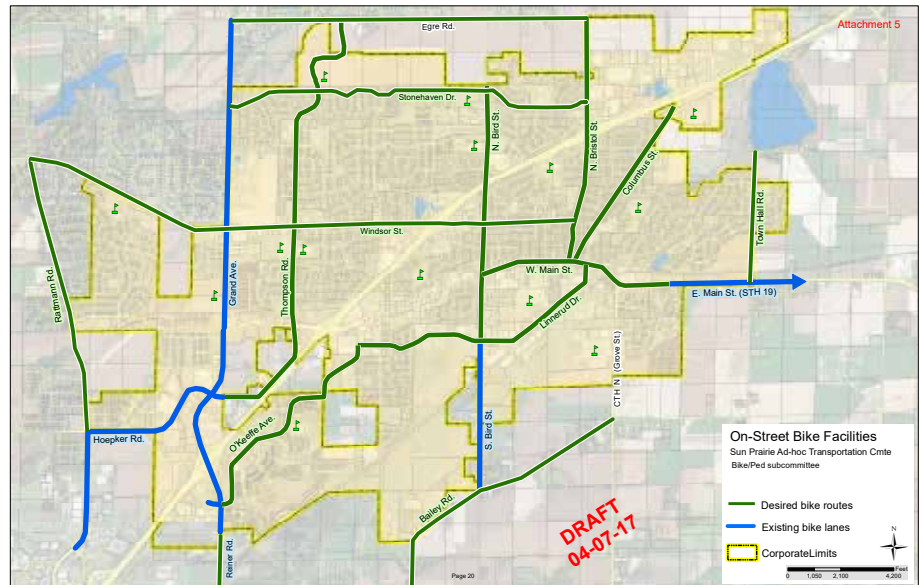 Attachment 5
Egre Rd.
Stonehaven Dr.
N. Bird St.
N. Bristol St.
Columbus St.
Town Hall Rd.
Windsor St.
Rattmann Rd.
Grand Ave.
Thompson Rd.
W. Main St.
Linnerud Dr.
E. Main St. (STH 19)
CTH N (Grove St.)
Hoepker Rd.
O'Keeffe Ave.
S. Bird St.
Bailey Rd.
Reiner Rd.
DRAFT
04-07-17
On-Street Bike Facilities
Sun Prairie Ad-hoc Transportation Cmte
Bike/Ped subcommittee
Desired bike routes
Existing bike lanes
CorporateLimits
N
Feet
0 1,050 2,100 4,200
Page 20